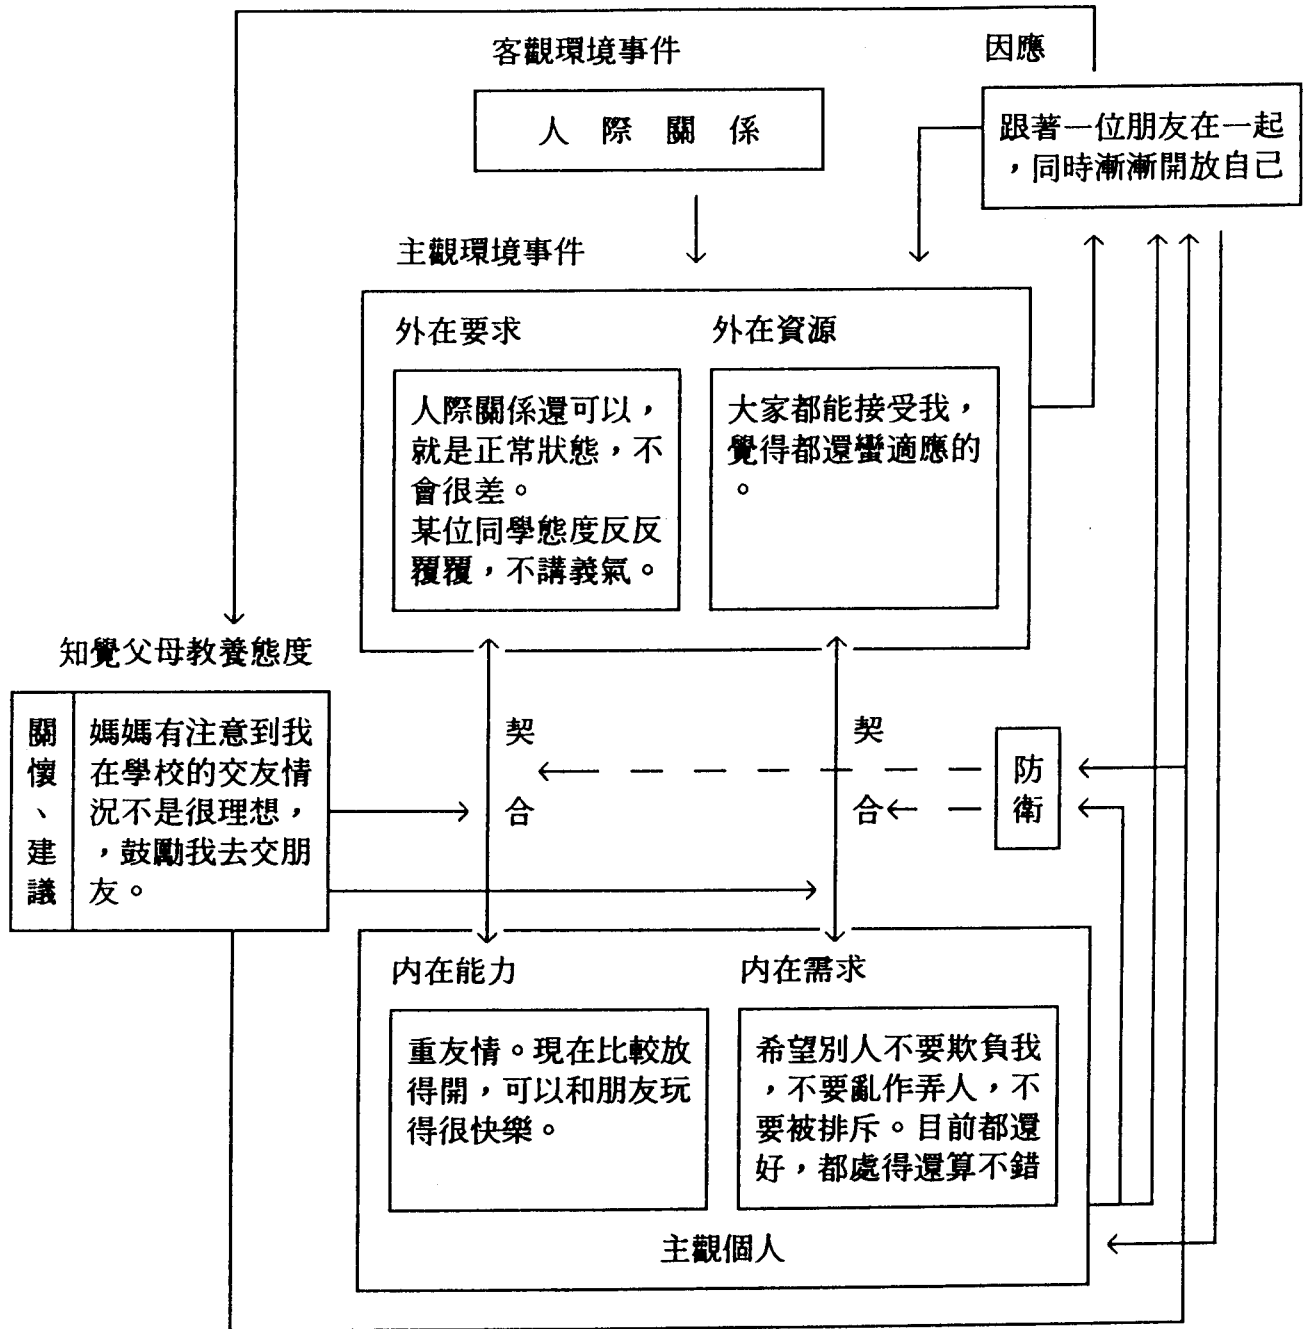 客觀環境事件
因應
人際關係
跟著一位朋友在一起
，同時漸漸開放自己
主觀環境事件
外在要求
外在資源
人際關係還可以，
就是正常狀態，不
會很差。
某位同學態度反反
覆覆，不講義氣。
大家都能接受我，
覺得都還蠻適應的
。
知覺父母教養態度
關懷、建議
媽媽有注意到我
在學校的交友情
況不是很理想，
，鼓勵我去交朋
友。
契合
契合
防衛
內在能力
內在需求
重友情。現在比較放
得開，可以和朋友玩
得很快樂。
希望別人不要欺負我
，不要亂作弄人，不
要被排斥。目前都還
好，都處得還算不錯
主觀個人